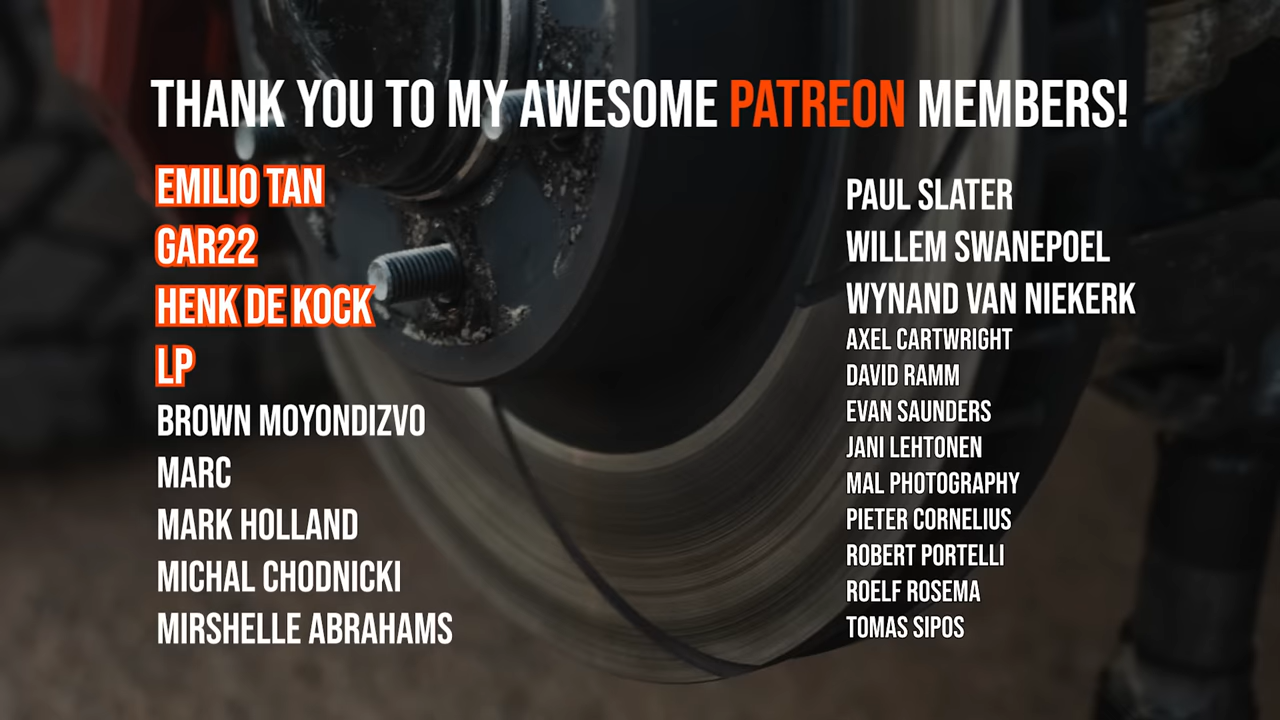 THANK YOU TO MY AWESOME PATREON MEMBERS!
EMILIO TAN
GAR22
HENK DE KOCK
LP
BROWN MOYONDIZVO
MARC
MARK HOLLAND
MICHAL CHODNICKI
MIRSHELLE ABRAHAMS
PAUL SLATER
WILLEM SWANEPOEL
WYNAND VAN NIEKERK
AXEL CARTWRIGHT
DAVID RAMM
EVAN SAUNDERS
JANI LEHTONEN
MAL PHOTOGRAPHY
PIETER CORNELIUS
ROBERT PORTELLI
ROELF ROSEMA
TOMAS SIPOS